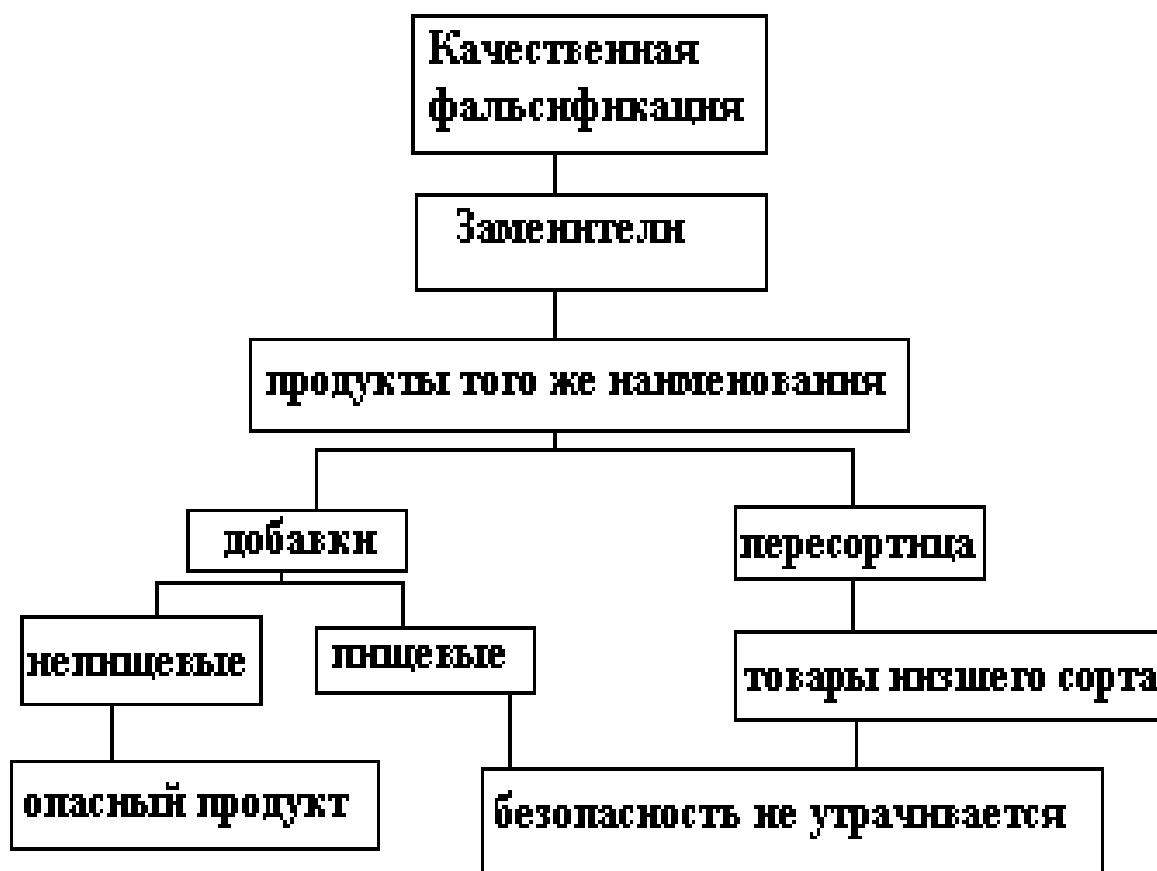 Качественная
фальсификация
Заменители
продукты того же наименования
добавки
пересортица
непищевые
пищевые
товары низшего сорта
опасный продукт
безопасность не утрачивается